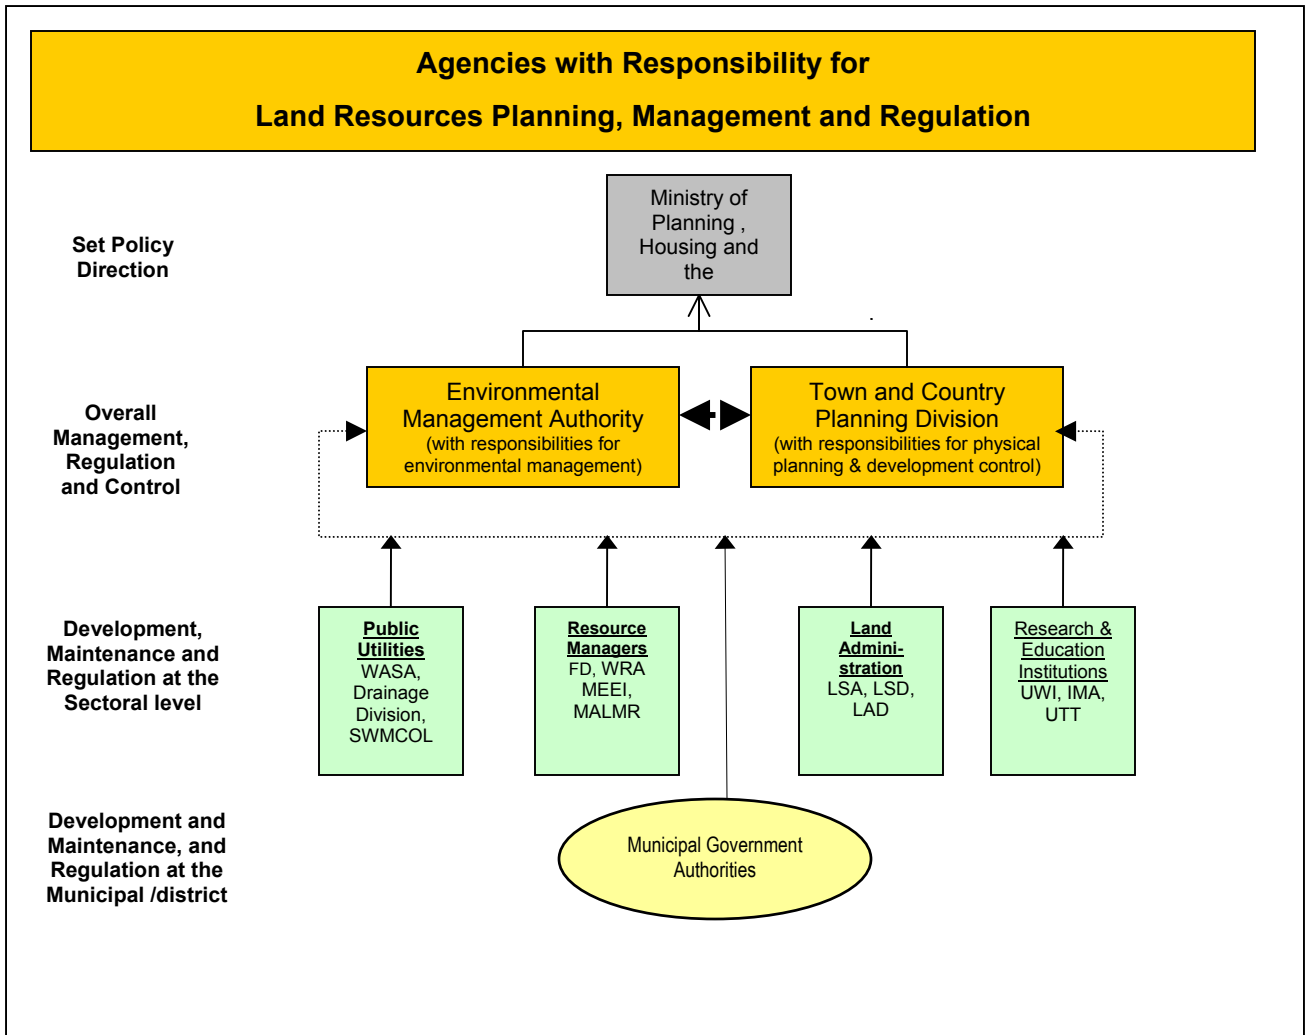 Agencies with Responsibility for
Land Resources Planning, Management and Regulation
Set Policy
Direction
Ministry of
Planning ,
Housing and
the
.
Overall
Management,
Regulation
and Control
Environmental
Management Authority
(with responsibilities for
environmental management)
Town and Country
Planning Division
(with responsibilities for physical
planning & development control)
Development,
Maintenance and
Regulation at the
Sectoral level
Public
Utilities
WASA,
Drainage
Division,
SWMCOL
Resource
Managers
FD, WRA
MEEI,
MALMR
Land
Admini-
stration
LSA, LSD,
LAD
Research &
Education
Institutions
UWI, IMA,
UTT
Development and
Maintenance, and
Regulation at the
Municipal /district
Municipal Government
Authorities